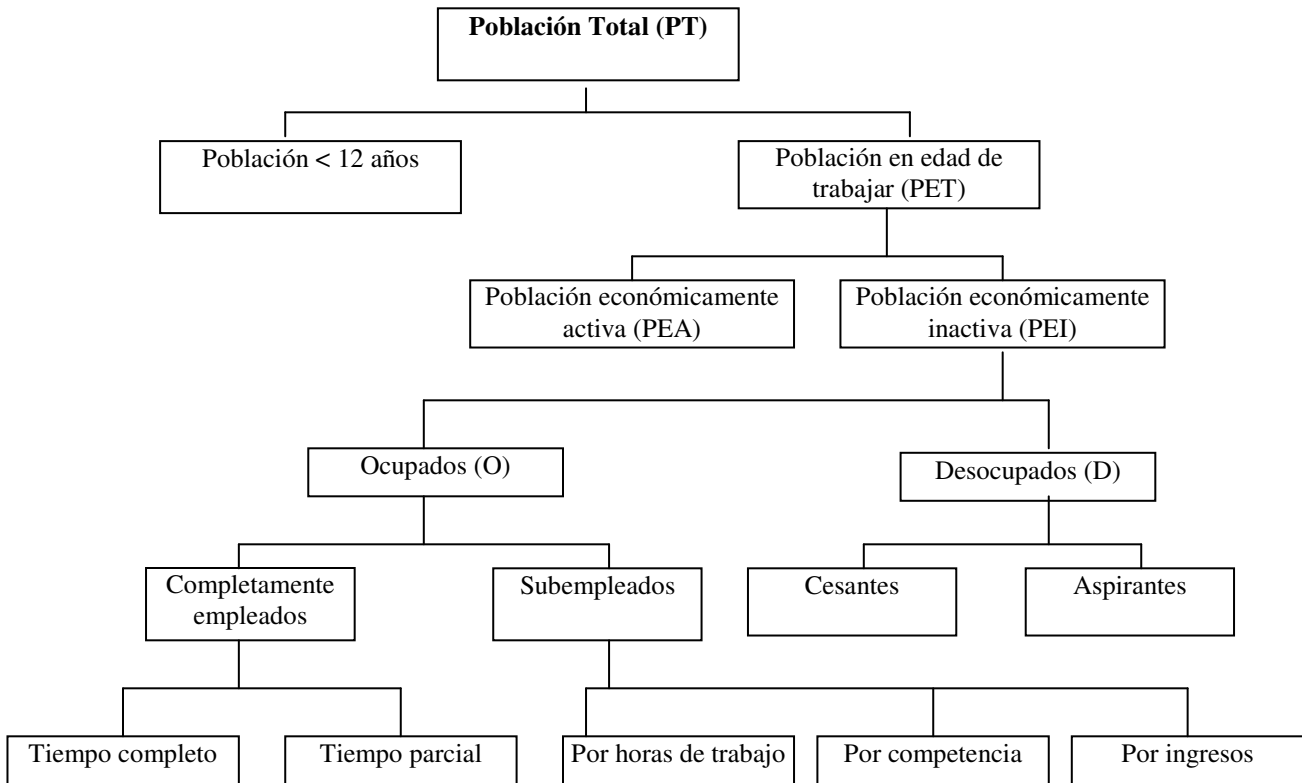 Población Total (PT)
Población < 12 años
Población en edad de
trabajar (PET)
Población económicamente
activa (PEA)
Población económicamente
inactiva (PEI)
Ocupados (O)
Desocupados (D)
Completamente
empleados
Subempleados
Cesantes
Aspirantes
Tiempo completo
Tiempo parcial
Por horas de trabajo
Por competencia
Por ingresos